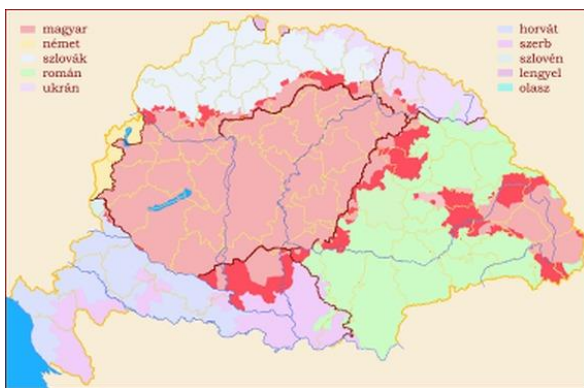 magyar
német
szlovák
román
ukrán
horvát
szerb
szlovén
lengyel
olasz